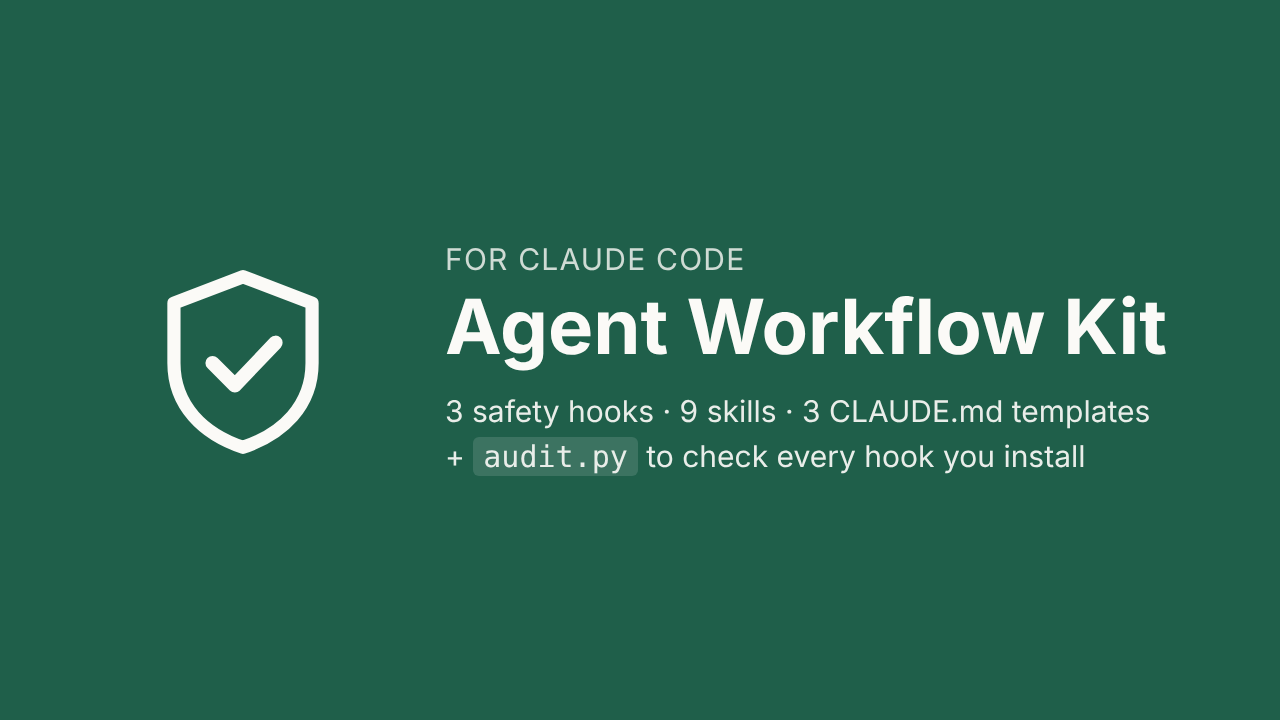 FOR CLAUDE CODE
Agent Workflow Kit
3 safety hooks · 9 skills · 3 CLAUDE.md templates
+ audit.py to check every hook you install